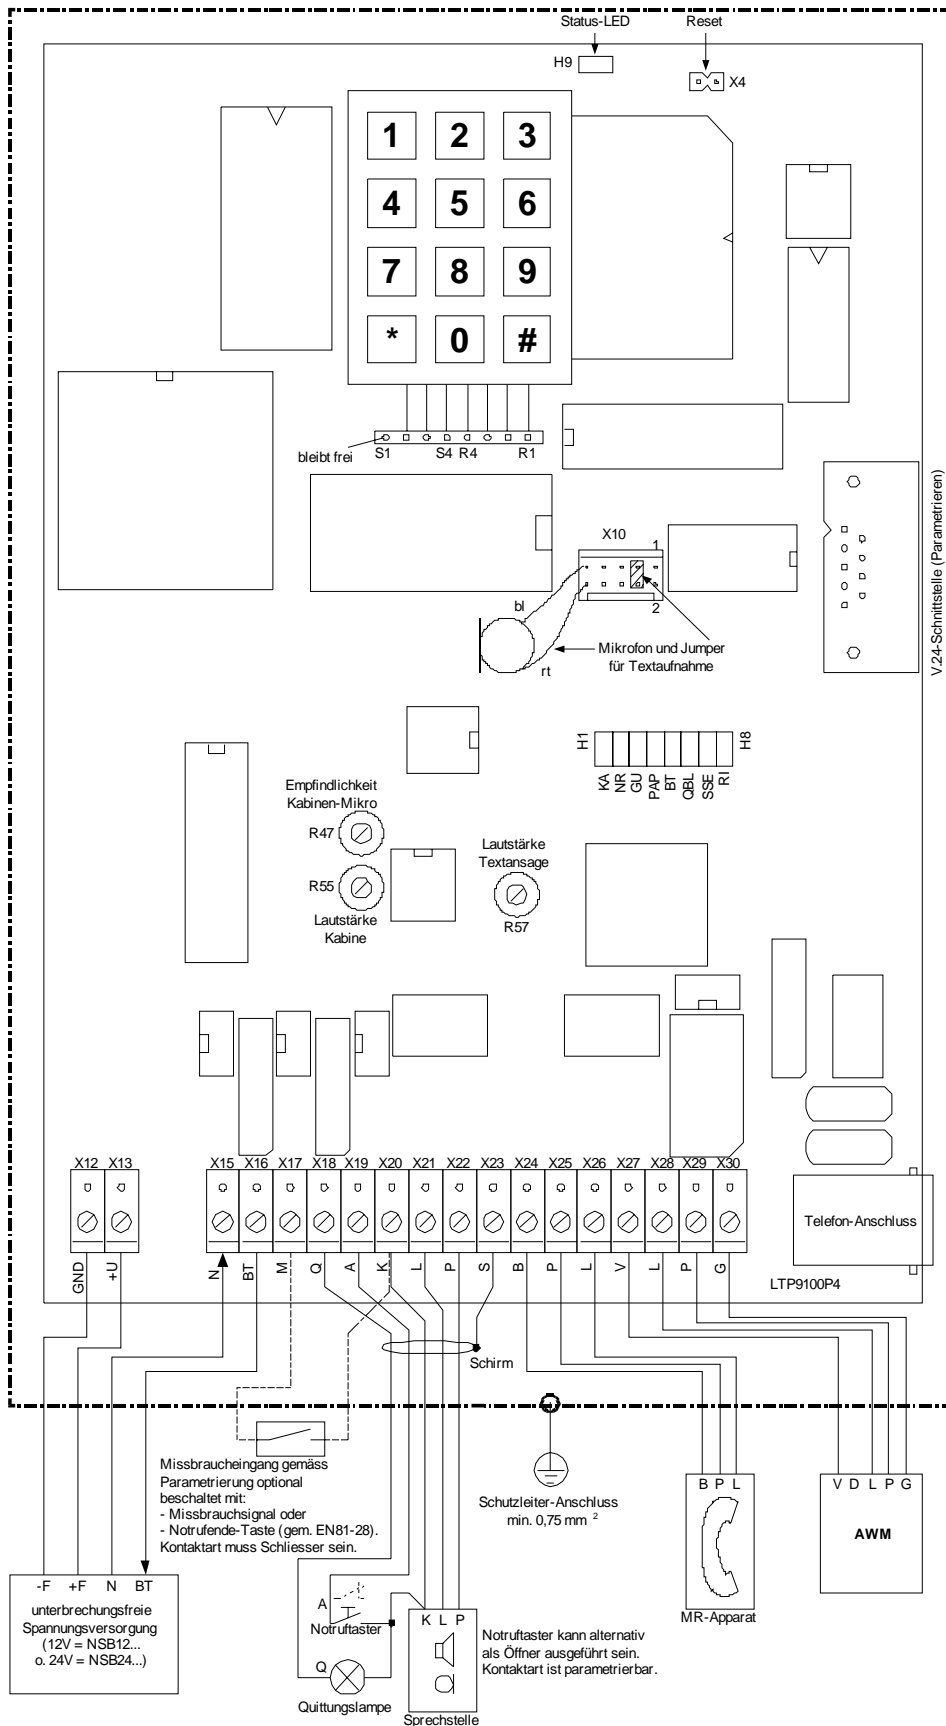 Status-LED
Reset
H9
X4
1 2 3
4 5 6
7 8 9
* 0 #
bleibt frei
S1 S4 R4 R1
X10
1
2
bl
rt
Mikrofon und Jumper
für Textaufnahme
V.24-Schnittstelle (Parametrieren)
H1
H8
KA
NR
GU
PAP
BT
QBL
SSE
RI
Empfindlichkeit
Kabinen-Mikro
R47
R55
Lautstärke
Kabine
Lautstärke
Textansage
R57
X12 X13 X15 X16 X17 X18 X19 X20 X21 X22 X23 X24 X25 X26 X27 X28 X29 X30
Telefon-Anschluss
GND +U N BT M Q A K L P S B P L V L P G
LTP9100P4
Schirm
Missbraucheingang gemäss
Parametrierung optional
beschaltet mit:
- Missbrauchsignal oder
- Notrufende-Taste (gem. EN81-28).
Kontaktart muss Schliesser sein.
Schutzleiter-Anschluss
min. 0,75 mm 2
B P L
MR-Apparat
V D L P G
AWM
-F +F N BT
unterbrechungsfreie
Spannungsversorgung
(12V = NSB12...
o. 24V = NSB24...)
A
Notruftaster
Q
Quittungslampe
K L P
Sprechstelle
Notruftaster kann alternativ
als Öffner ausgeführt sein.
Kontaktart ist parametrierbar.